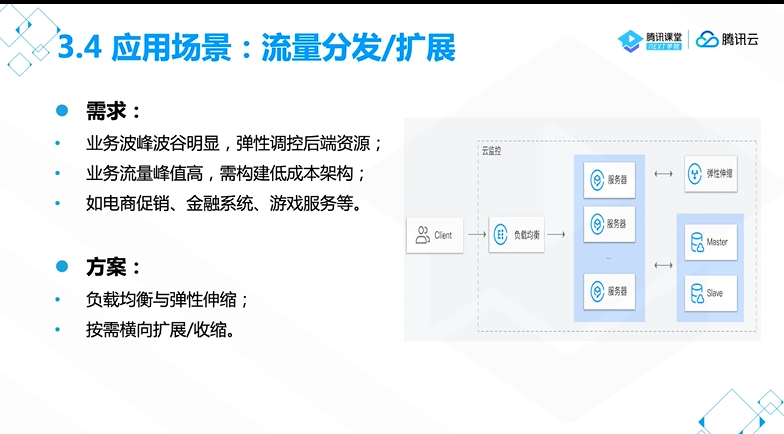 3.4 应用场景：流量分发/扩展
腾讯课堂
NEXT学院
腾讯云
需求：
业务波峰波谷明显，弹性调控后端资源；
业务流量峰值高，需构建低成本架构；
如电商促销、金融系统、游戏服务等。
方案：
负载均衡与弹性伸缩；
按需横向扩展/收缩。
云监控
Client
负载均衡
服务器
服务器
...
服务器
弹性伸缩
Master
Slave